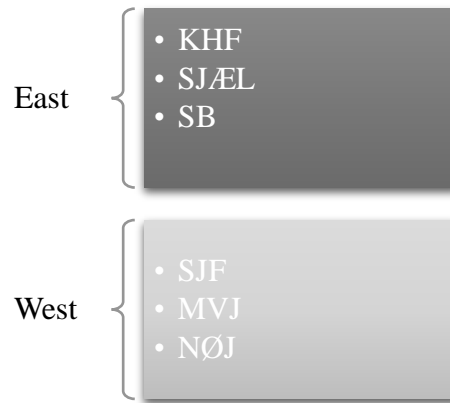 East
• KHF
• SJÆL
• SB
West
• SJF
• MVJ
• NØJ